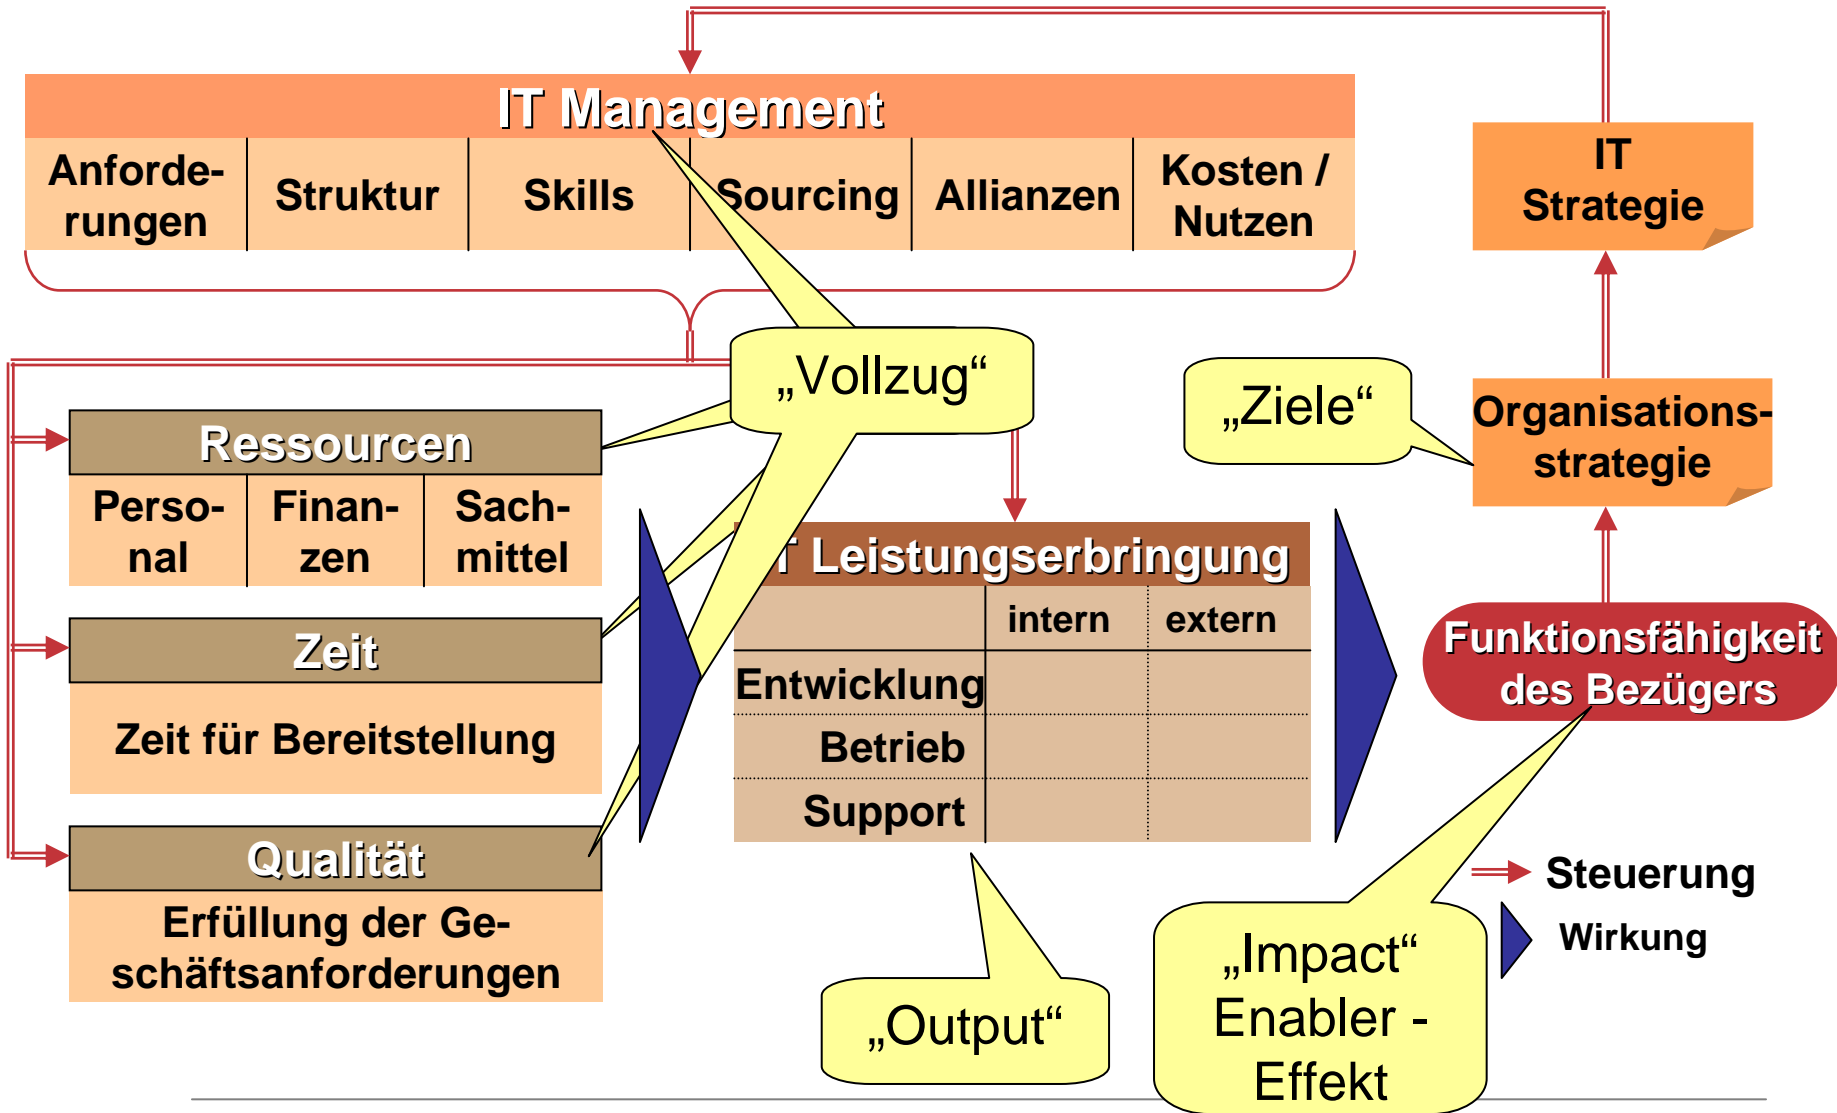 IT Management
Anforde-
rungen
Struktur
Skills
Sourcing
Allianzen
Kosten /
Nutzen
IT
Strategie
„Vollzug“
„Ziele“
Organisations-
strategie
Ressourcen
Perso-
nal
Finan-
zen
Sach-
mittel
Zeit
Zeit für Bereitstellung
Qualität
Erfüllung der Ge-
schäftsanforderungen
T Leistungserbringung
intern
extern
Entwicklung
Betrieb
Support
Funktionsfähigkeit
des Bezügers
Steuerung
Wirkung
„Output“
„Impact“
Enabler -
Effekt